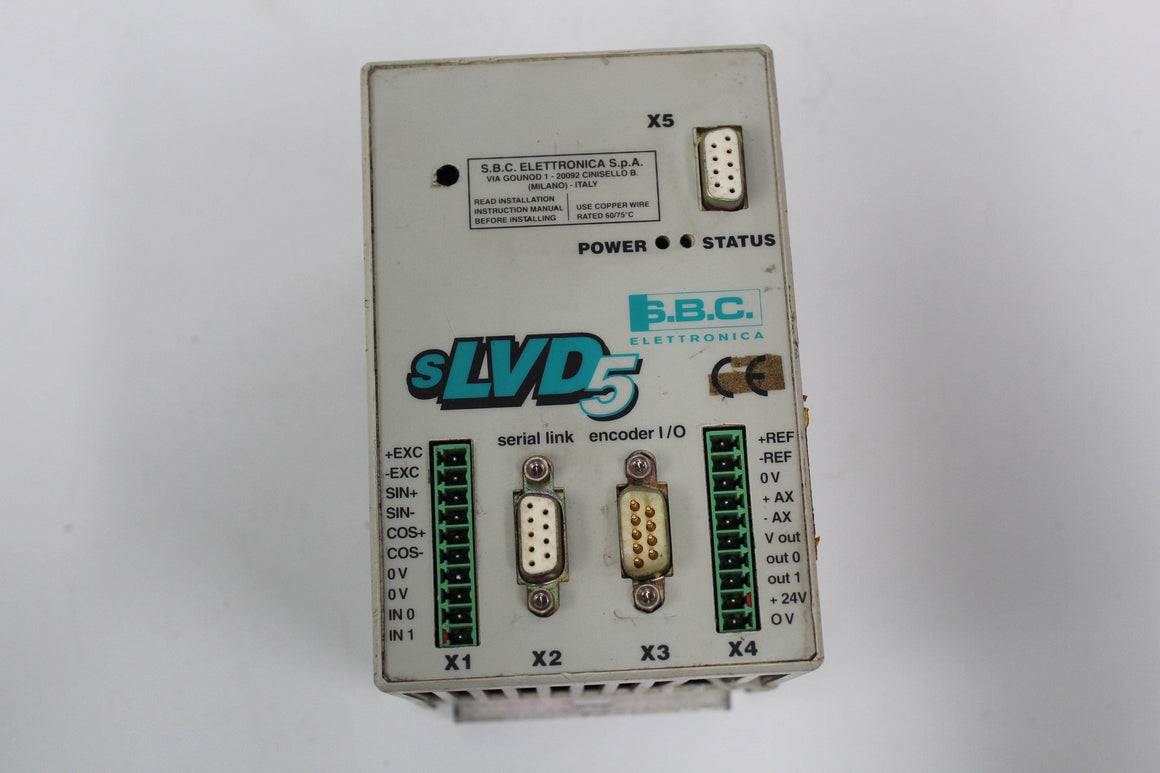 X5
S.B.C. ELETTRONICA S.p.A.
VIA GOUNOD 1 - 20092 CINISELLO B.
(MILANO) - ITALY
READ INSTALLATION
INSTRUCTION MANUAL
BEFORE INSTALLING
USE COPPER WIRE
RATED 60/75°C
POWER STATUS
S.B.C.
ELETTRONICA
sLVD5
CE
serial link encoder I/O
+EXC
-EXC
SIN+
SIN-
COS+
COS-
0 V
0 V
IN 0
IN 1
+REF
-REF
0 V
+ AX
- AX
V out
out 0
out 1
+ 24V
O V
X1 X2 X3 X4